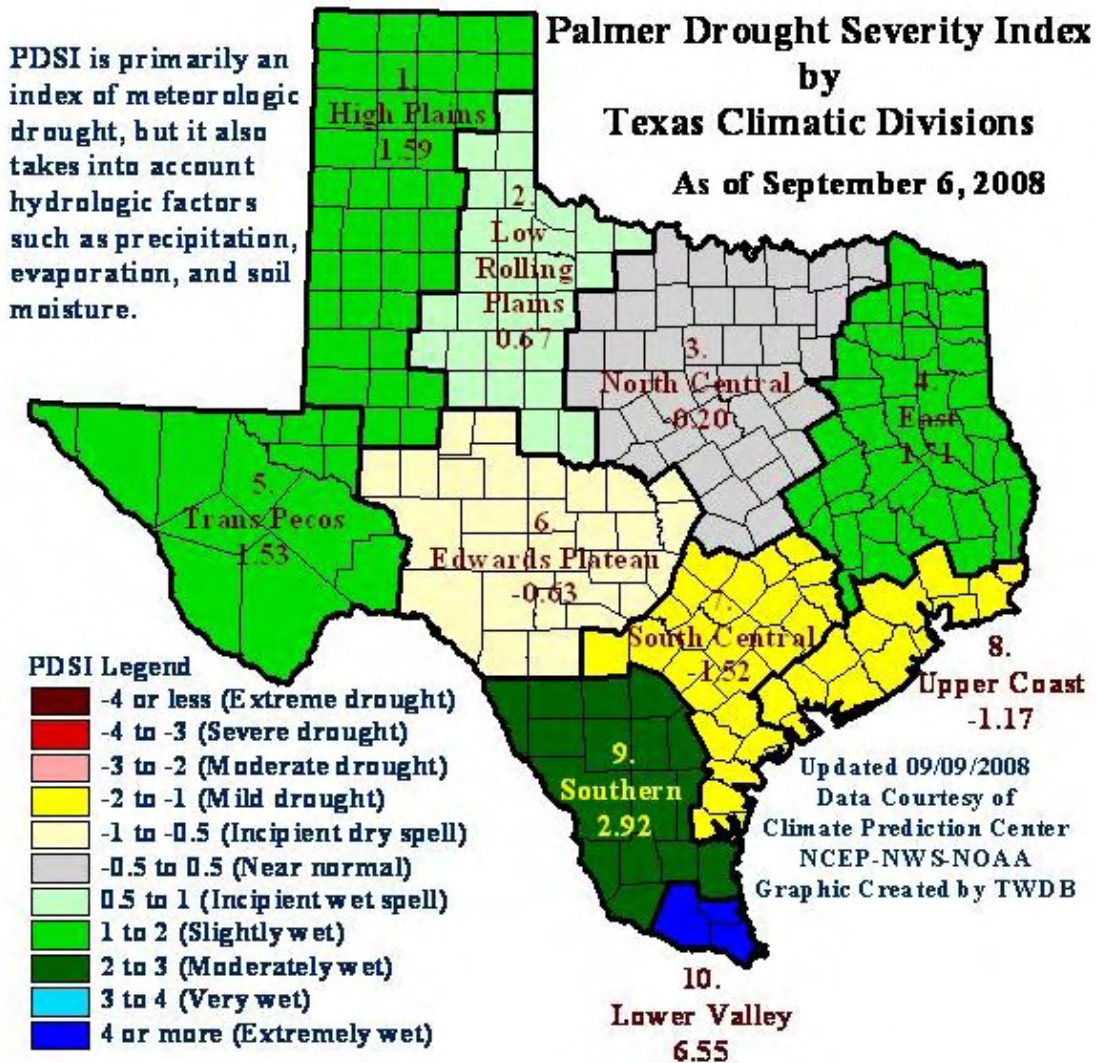 Palmer Drought Severity Index
by
Texas Climatic Divisions
As of September 6, 2008
PDSI is primarily an
index of meteorologic
drought, but it also
takes into account
hydrologic factors
such as precipitation,
evaporation, and soil
moisture.
1.
High Plains
1.59
2.
Low
Rolling
Plains
0.67
3.
North Central
-0.20
4.
East
1.71
5.
Trans Pecos
1.53
6.
Edwards Plateau
-0.63
7.
South Central
-1.52
8.
Upper Coast
-1.17
9.
Southern
2.92
10.
Lower Valley
6.55
PDSI Legend
-4 or less (Extreme drought)
-4 to -3 (Severe drought)
-3 to -2 (Moderate drought)
-2 to -1 (Mild drought)
-1 to -0.5 (Incipient dry spell)
-0.5 to 0.5 (Near normal)
0.5 to 1 (Incipient wet spell)
1 to 2 (Slightly wet)
2 to 3 (Moderately wet)
3 to 4 (Very wet)
4 or more (Extremely wet)
Updated 09/09/2008
Data Courtesy of
Climate Prediction Center
NCEP-NWS-NOAA
Graphic Created by TWDB